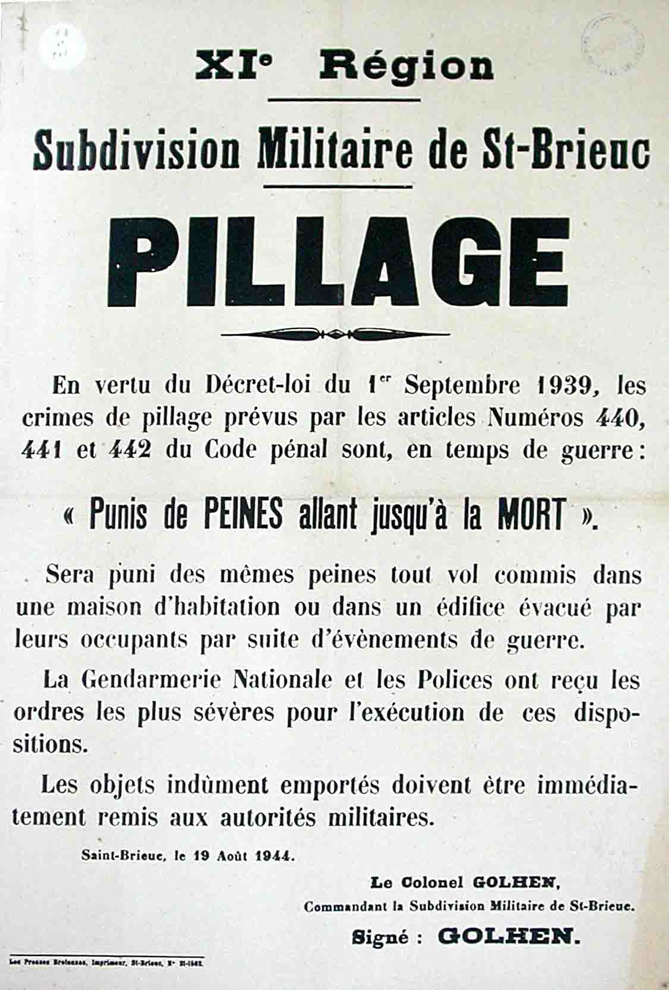 XIe Région
Subdivision Militaire de St-Brieuc
PILLAGE
En vertu du Décret-loi du 1er Septembre 1939, les
crimes de pillage prévus par les articles Numéros 440,
441 et 442 du Code pénal sont, en temps de guerre :
« Punis de PEINES allant jusqu'à la MORT ».
Sera puni des mêmes peines tout vol commis dans
une maison d'habitation ou dans un édifice évacué par
leurs occupants par suite d'évènements de guerre.
La Gendarmerie Nationale et les Polices ont reçu les
ordres les plus sévères pour l'exécution de ces dispo-
sitions.
Les objets indûment emportés doivent être immédia-
tement remis aux autorités militaires.
Saint-Brieuc, le 19 Août 1944.
Le Colonel GOLHEN,
Commandant la Subdivision Militaire de St-Brieuc.
Signé : GOLHEN.
Les Presses Bretonnes, Imprimeur, St-Brieuc, N°